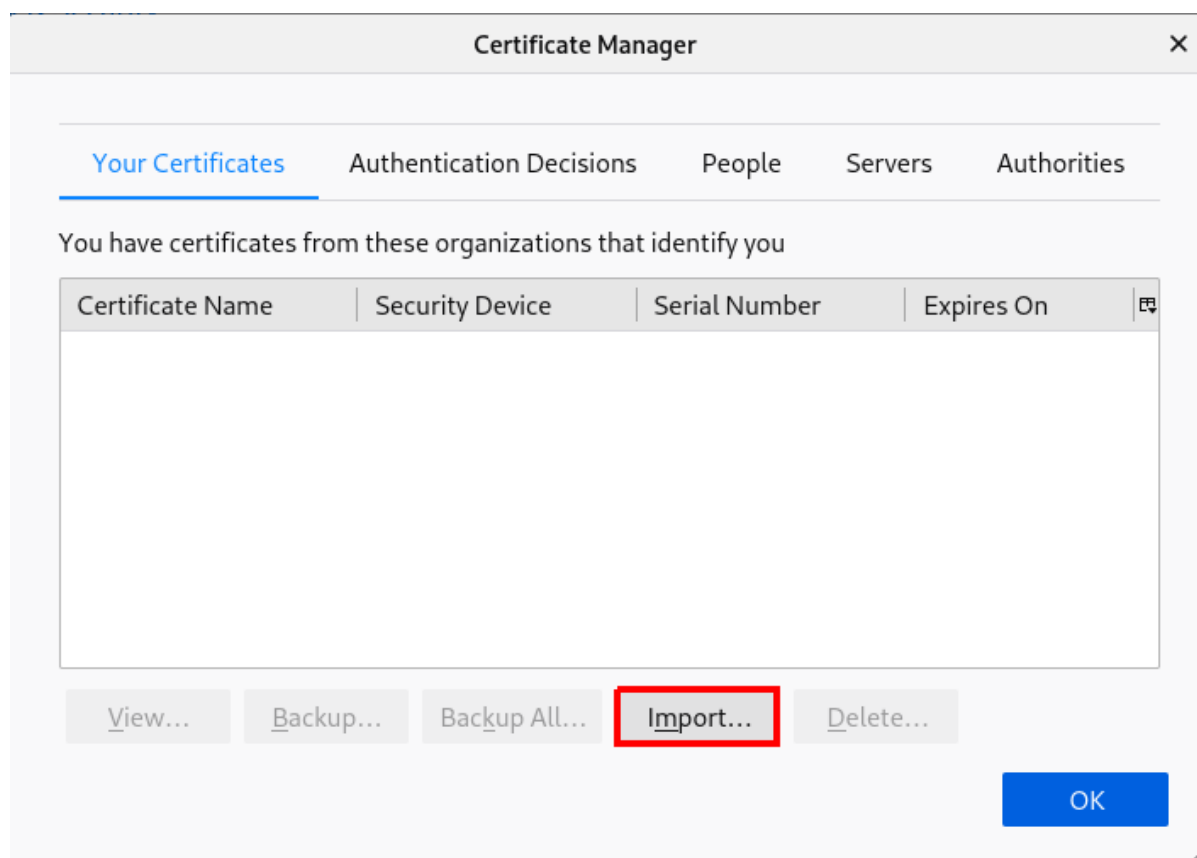 Certificate Manager
Your Certificates Authentication Decisions People Servers Authorities
You have certificates from these organizations that identify you
Certificate Name Security Device Serial Number Expires On
View... Backup... Backup All... Import... Delete...
OK